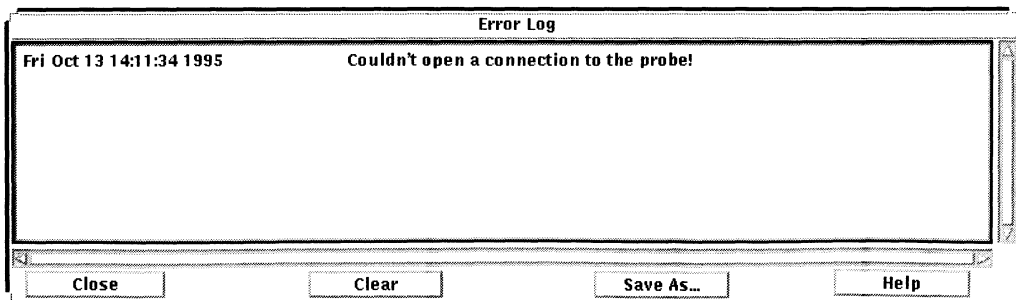 Error Log
Fri Oct 13 14:11:34 1995 Couldn't open a connection to the probe!
Close Clear Save As... Help